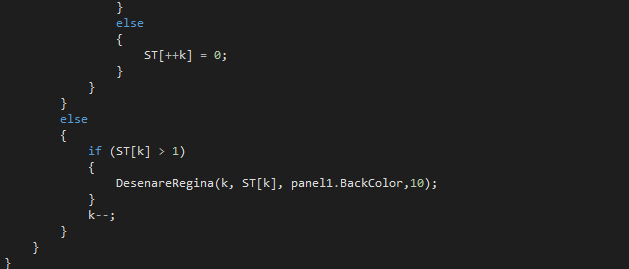 }
else
{
ST[++k] = 0;
}
}
}
else
{
if (ST[k] > 1)
{
DesenareRegina(k, ST[k], panel1.BackColor,10);
}
k--;
}
}
}